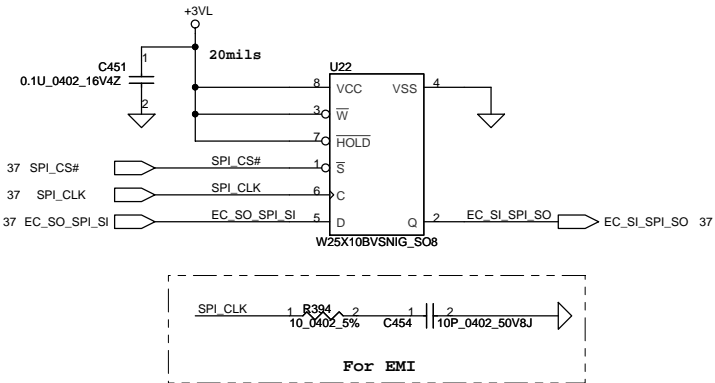 +3VL
C451
0.1U_0402_16V4Z
1
2
20mils
U22
8 VCC VSS 4
3 W
7 HOLD
37 SPI_CS# SPI_CS# 1 S
37 SPI_CLK SPI_CLK 6 C
37 EC_SO_SPI_SI EC_SO_SPI_SI 5 D Q 2 EC_SI_SPI_SO EC_SI_SPI_SO 37
W25X10BVSNIG_SO8
SPI_CLK 1 R394 2 1 2
10_0402_5% C454 10P_0402_50V8J
For EMI